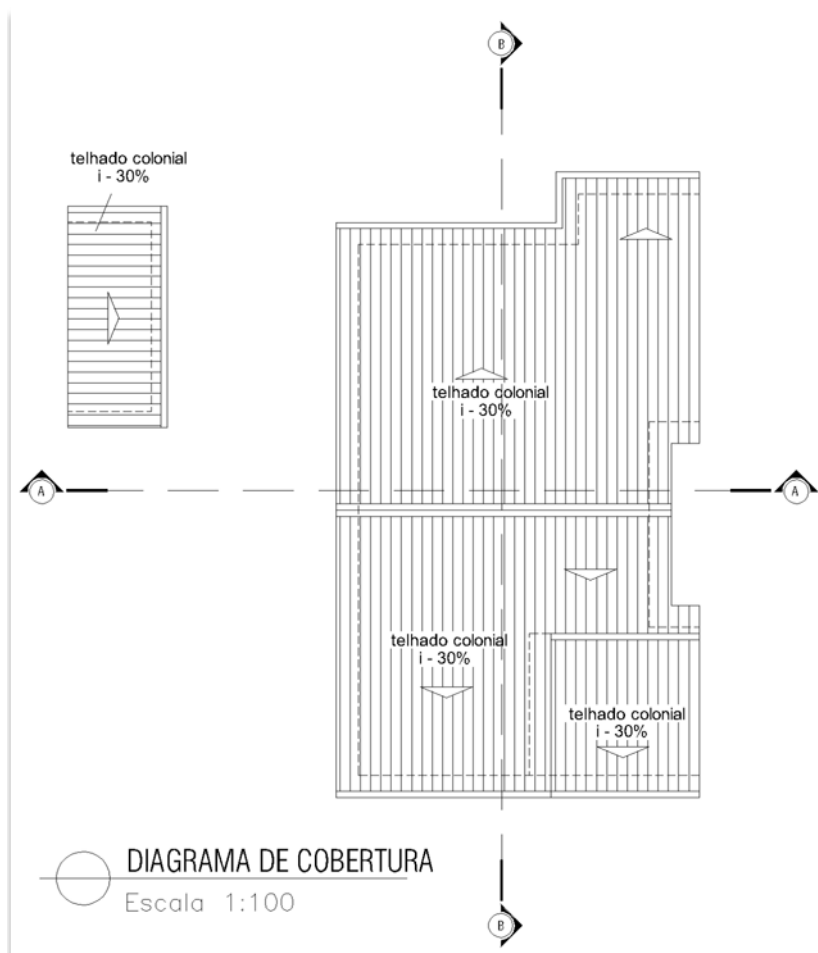 B
telhado colonial
i - 30%
telhado colonial
i - 30%
A
A
telhado colonial
i - 30%
telhado colonial
i - 30%
DIAGRAMA DE COBERTURA
Escala 1:100
B